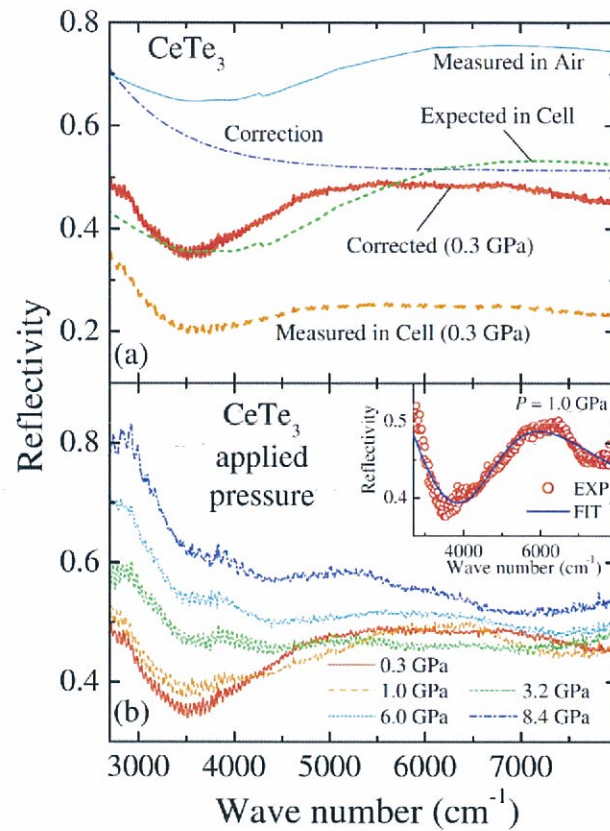 0.8
CeTe3
Measured in Air
Expected in Cell
0.6
Correction
0.4
Corrected (0.3 GPa)
0.2
(a)
Measured in Cell (0.3 GPa)
Reflectivity
CeTe3
applied
pressure
0.8
0.6
0.4
P = 1.0 GPa
0.5
0.4
Reflectivity
EXP
FIT
4000
6000
Wave number (cm⁻¹)
0.3 GPa
1.0 GPa
3.2 GPa
6.0 GPa
8.4 GPa
(b)
3000
4000
5000
6000
7000
Wave number (cm⁻¹)